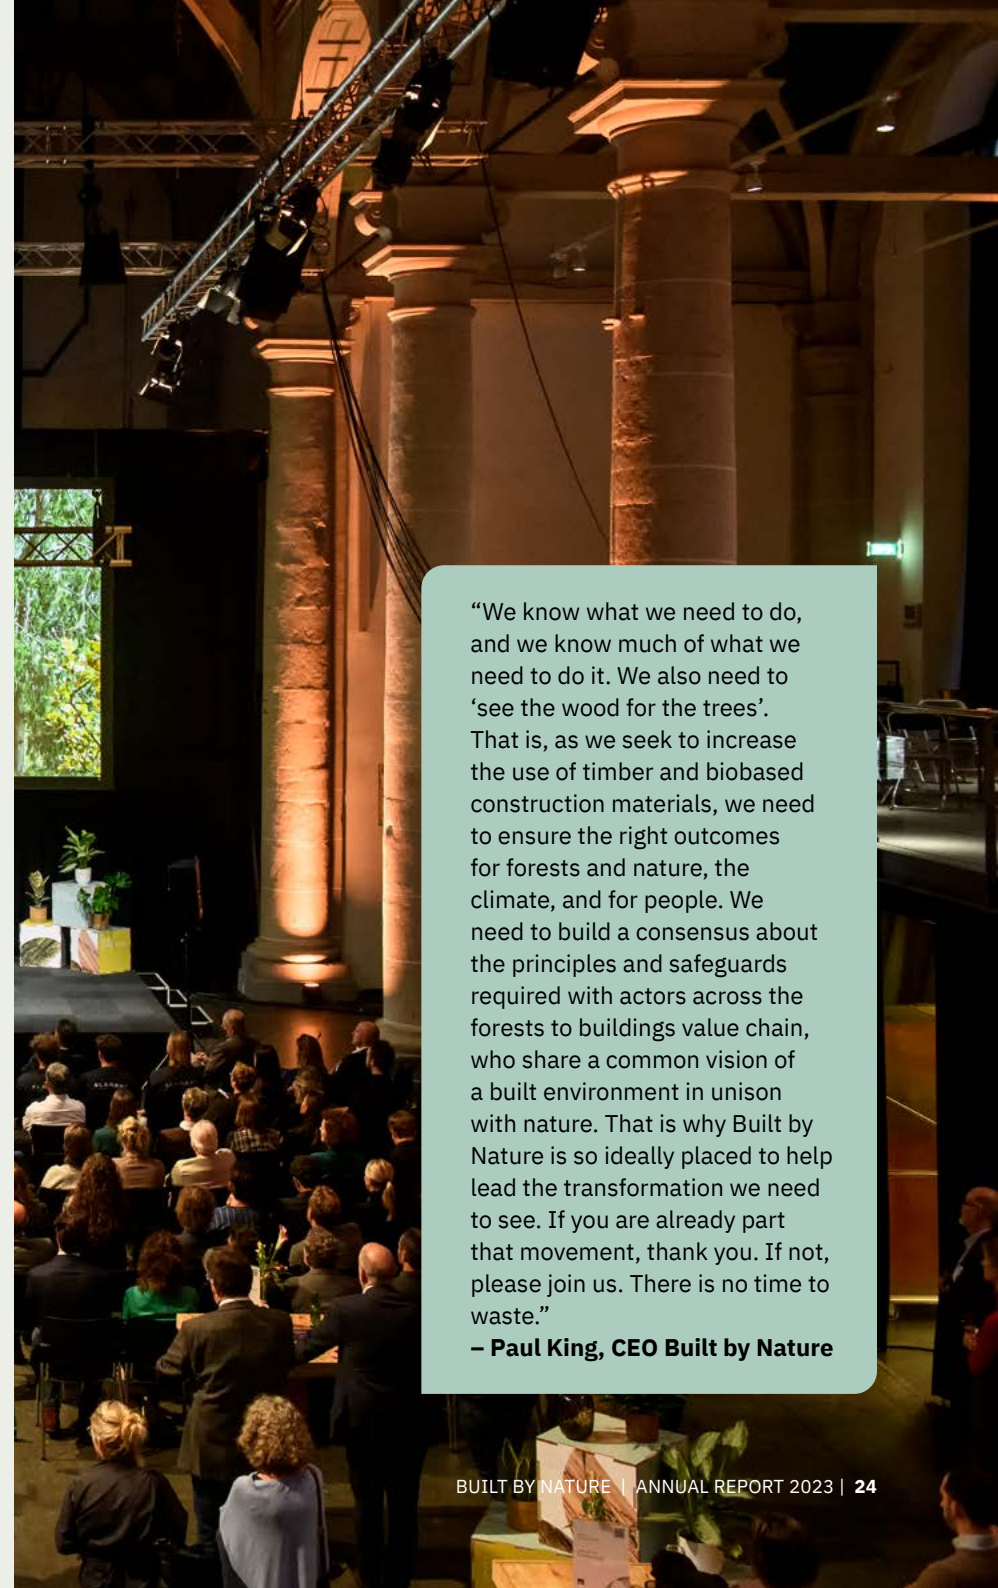 “We know what we need to do,
and we know much of what we
need to do it. We also need to
‘see the wood for the trees’.
That is, as we seek to increase
the use of timber and biobased
construction materials, we need
to ensure the right outcomes
for forests and nature, the
climate, and for people. We
need to build a consensus about
the principles and safeguards
required with actors across the
forests to buildings value chain,
who share a common vision of
a built environment in unison
with nature. That is why Built by
Nature is so ideally placed to help
lead the transformation we need
to see. If you are already part
that movement, thank you. If not,
please join us. There is no time to
waste.”
– Paul King, CEO Built by Nature
BUILT BY NATURE | ANNUAL REPORT 2023 | 24